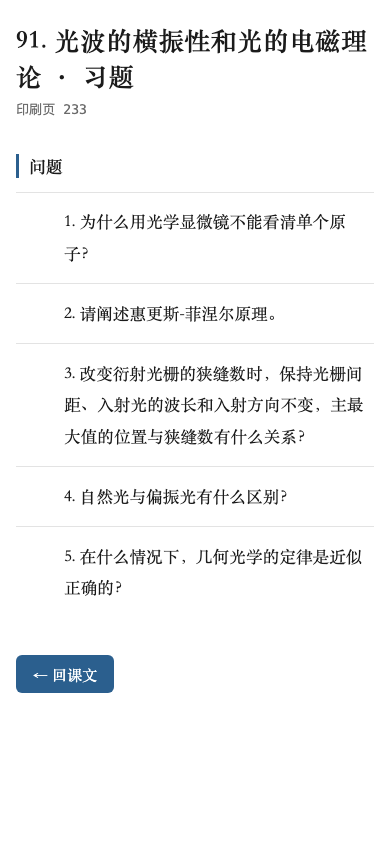 91. 光波的横振性和光的电磁理
论 · 习题
印刷页 233
问题
1. 为什么用光学显微镜不能看清单个原
子?
2. 请阐述惠更斯-菲涅尔原理。
3. 改变衍射光栅的狭缝数时，保持光栅间
距、入射光的波长和入射方向不变，主最
大值的位置与狭缝数有什么关系?
4. 自然光与偏振光有什么区别?
5. 在什么情况下，几何光学的定律是近似
正确的?
← 回课文